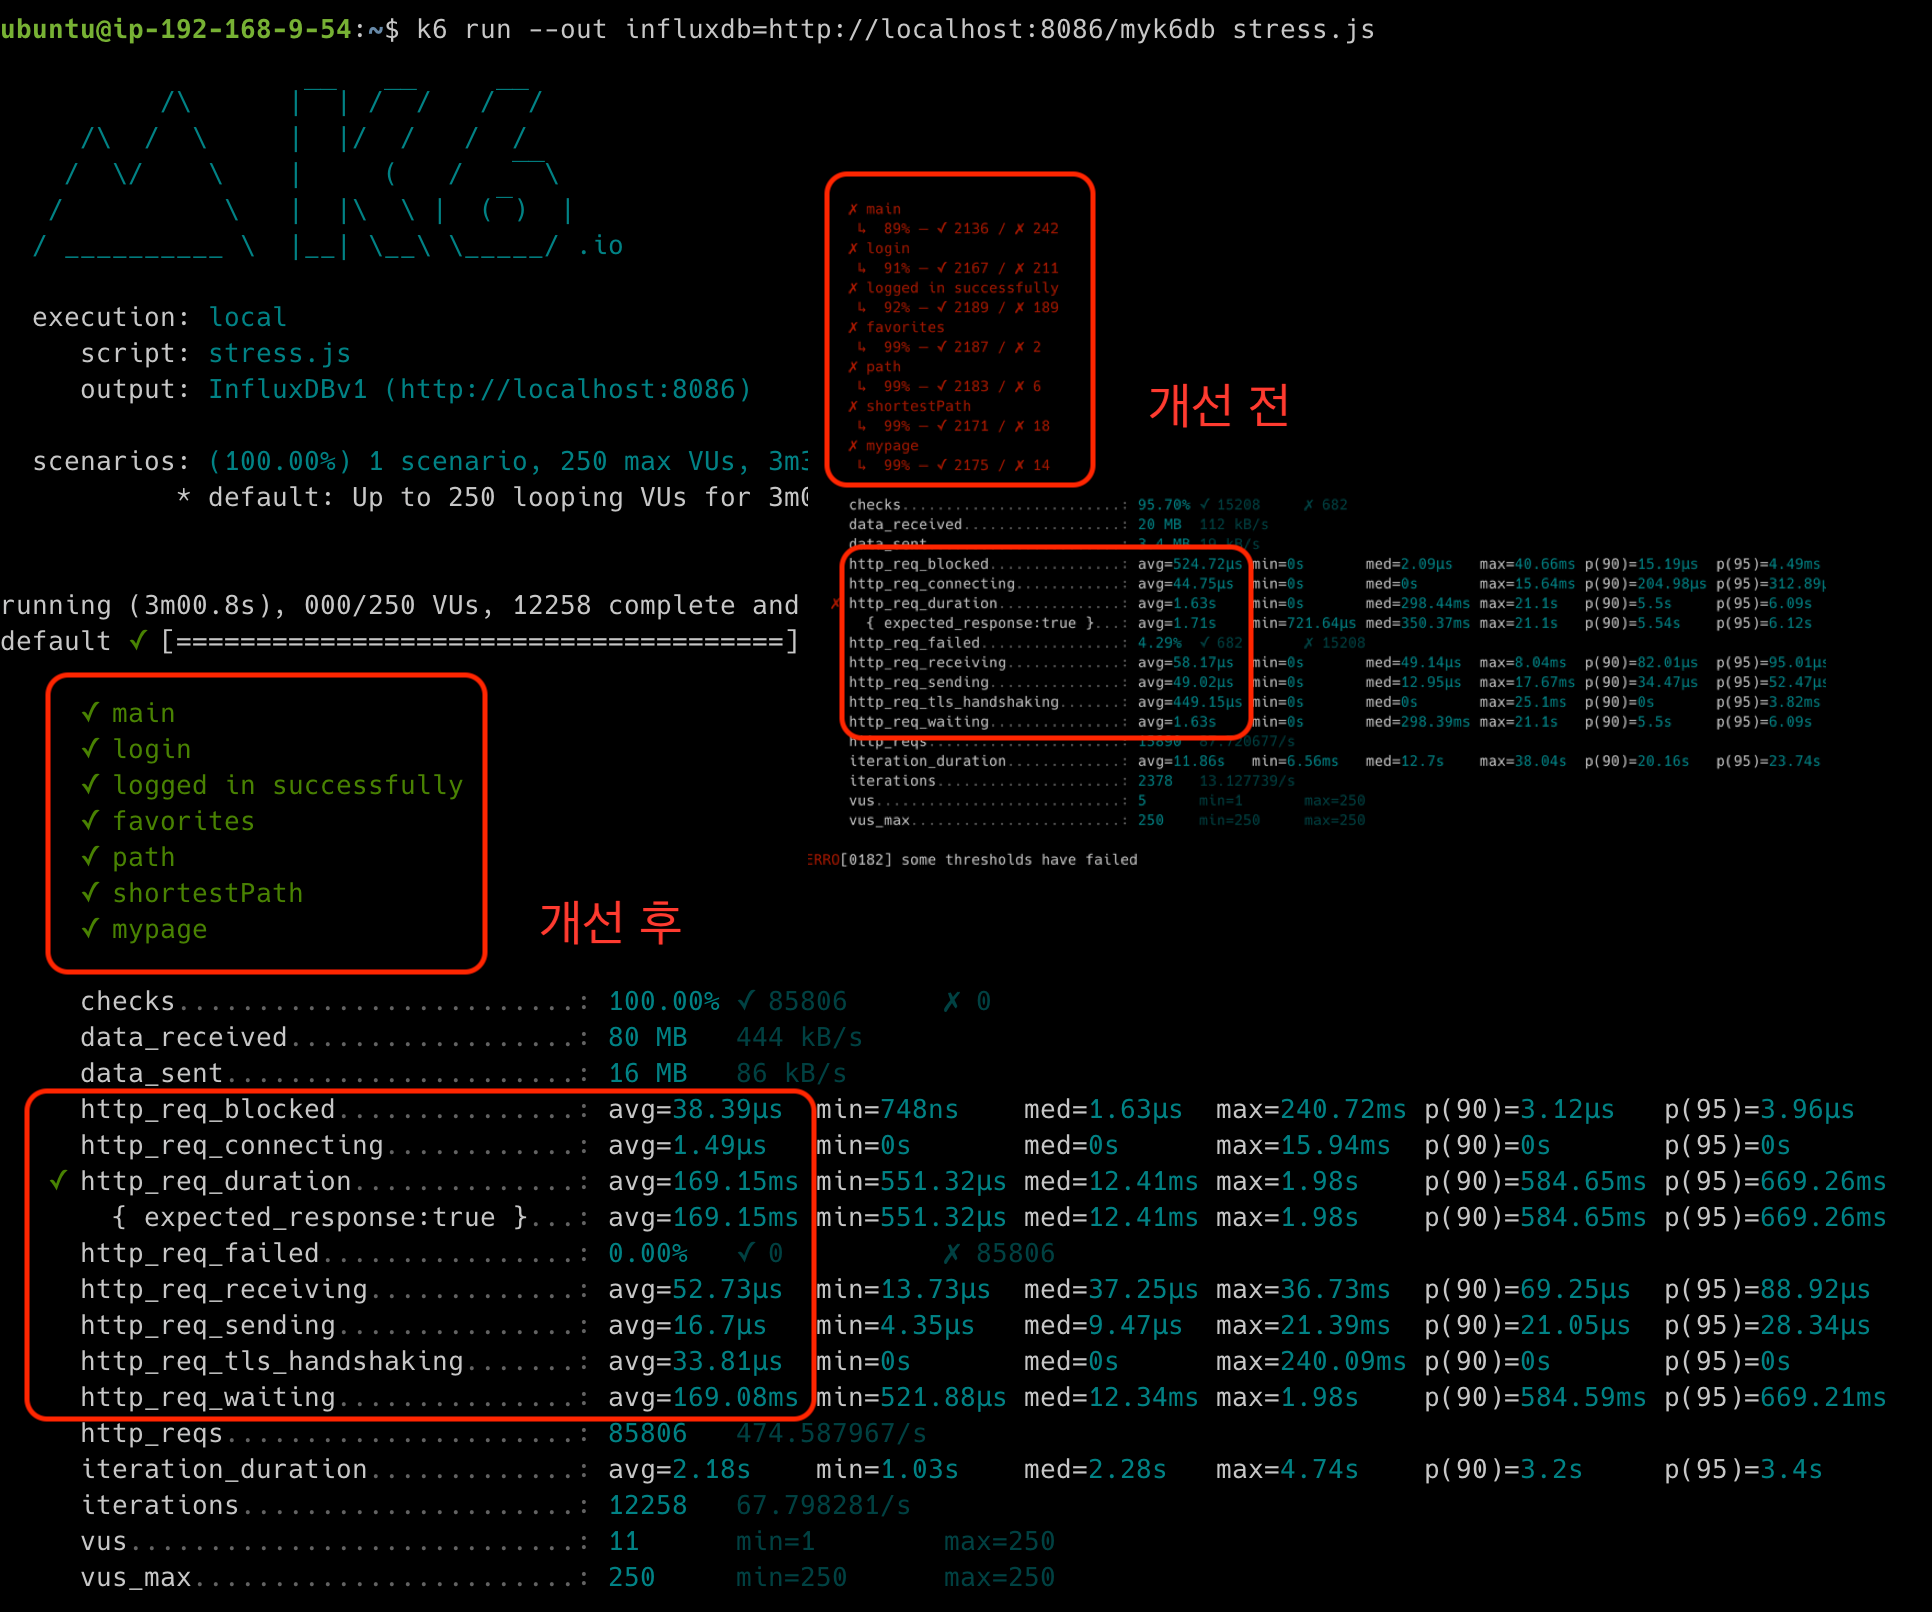 ubuntu@ip-192-168-9-54:~$ k6 run --out influxdb=http://localhost:8086/myk6db stress.js
.io
execution: local
script: stress.js
output: InfluxDBv1 (http://localhost:8086)
scenarios: (100.00%) 1 scenario, 250 max VUs, 3m3
* default: Up to 250 looping VUs for 3m0
running (3m00.8s), 000/250 VUs, 12258 complete and
default ✓ [======================================]
✗ main
↳ 89% — ✓ 2136 / ✗ 242
✗ login
↳ 91% — ✓ 2167 / ✗ 211
✗ logged in successfully
↳ 92% — ✓ 2189 / ✗ 189
✗ favorites
↳ 99% — ✓ 2187 / ✗ 2
✗ path
↳ 99% — ✓ 2183 / ✗ 6
✗ shortestPath
↳ 99% — ✓ 2171 / ✗ 18
✗ mypage
↳ 99% — ✓ 2175 / ✗ 14
개선 전
checks.........................: 95.70% ✓ 15208 ✗ 682
data_received..................: 20 MB 112 kB/s
data_sent......................: 3.4 MB 19 kB/s
http_req_blocked...............: avg=524.72µs min=0s med=2.09µs max=40.66ms p(90)=15.19µs p(95)=4.49ms
http_req_connecting............: avg=44.75µs min=0s med=0s max=15.64ms p(90)=204.98µs p(95)=312.89µ
✗ http_req_duration..............: avg=1.63s min=0s med=298.44ms max=21.1s p(90)=5.5s p(95)=6.09s
{ expected_response:true }...: avg=1.71s min=721.64µs med=350.37ms max=21.1s p(90)=5.54s p(95)=6.12s
http_req_failed................: 4.29% ✓ 682 ✗ 15208
http_req_receiving.............: avg=58.17µs min=0s med=49.14µs max=8.04ms p(90)=82.01µs p(95)=95.01µs
http_req_sending...............: avg=49.02µs min=0s med=12.95µs max=17.67ms p(90)=34.47µs p(95)=52.47µs
http_req_tls_handshaking.......: avg=449.15µs min=0s med=0s max=25.1ms p(90)=0s p(95)=3.82ms
http_req_waiting...............: avg=1.63s min=0s med=298.39ms max=21.1s p(90)=5.5s p(95)=6.09s
http_reqs......................: 15890 87.720677/s
iteration_duration.............: avg=11.86s min=6.56ms med=12.7s max=38.04s p(90)=20.16s p(95)=23.74s
iterations.....................: 2378 13.127739/s
vus............................: 5 min=1 max=250
vus_max........................: 250 min=250 max=250
ERRO[0182] some thresholds have failed
✓ main
✓ login
✓ logged in successfully
✓ favorites
✓ path
✓ shortestPath
✓ mypage
개선 후
checks.........................: 100.00% ✓ 85806 ✗ 0
data_received..................: 80 MB 444 kB/s
data_sent......................: 16 MB 86 kB/s
http_req_blocked...............: avg=38.39µs min=748ns med=1.63µs max=240.72ms p(90)=3.12µs p(95)=3.96µs
http_req_connecting............: avg=1.49µs min=0s med=0s max=15.94ms p(90)=0s p(95)=0s
✓ http_req_duration..............: avg=169.15ms min=551.32µs med=12.41ms max=1.98s p(90)=584.65ms p(95)=669.26ms
{ expected_response:true }...: avg=169.15ms min=551.32µs med=12.41ms max=1.98s p(90)=584.65ms p(95)=669.26ms
http_req_failed................: 0.00% ✓ 0 ✗ 85806
http_req_receiving.............: avg=52.73µs min=13.73µs med=37.25µs max=36.73ms p(90)=69.25µs p(95)=88.92µs
http_req_sending...............: avg=16.7µs min=4.35µs med=9.47µs max=21.39ms p(90)=21.05µs p(95)=28.34µs
http_req_tls_handshaking.......: avg=33.81µs min=0s med=0s max=240.09ms p(90)=0s p(95)=0s
http_req_waiting...............: avg=169.08ms min=521.88µs med=12.34ms max=1.98s p(90)=584.59ms p(95)=669.21ms
http_reqs......................: 85806 474.587967/s
iteration_duration.............: avg=2.18s min=1.03s med=2.28s max=4.74s p(90)=3.2s p(95)=3.4s
iterations.....................: 12258 67.798281/s
vus............................: 11 min=1 max=250
vus_max........................: 250 min=250 max=250